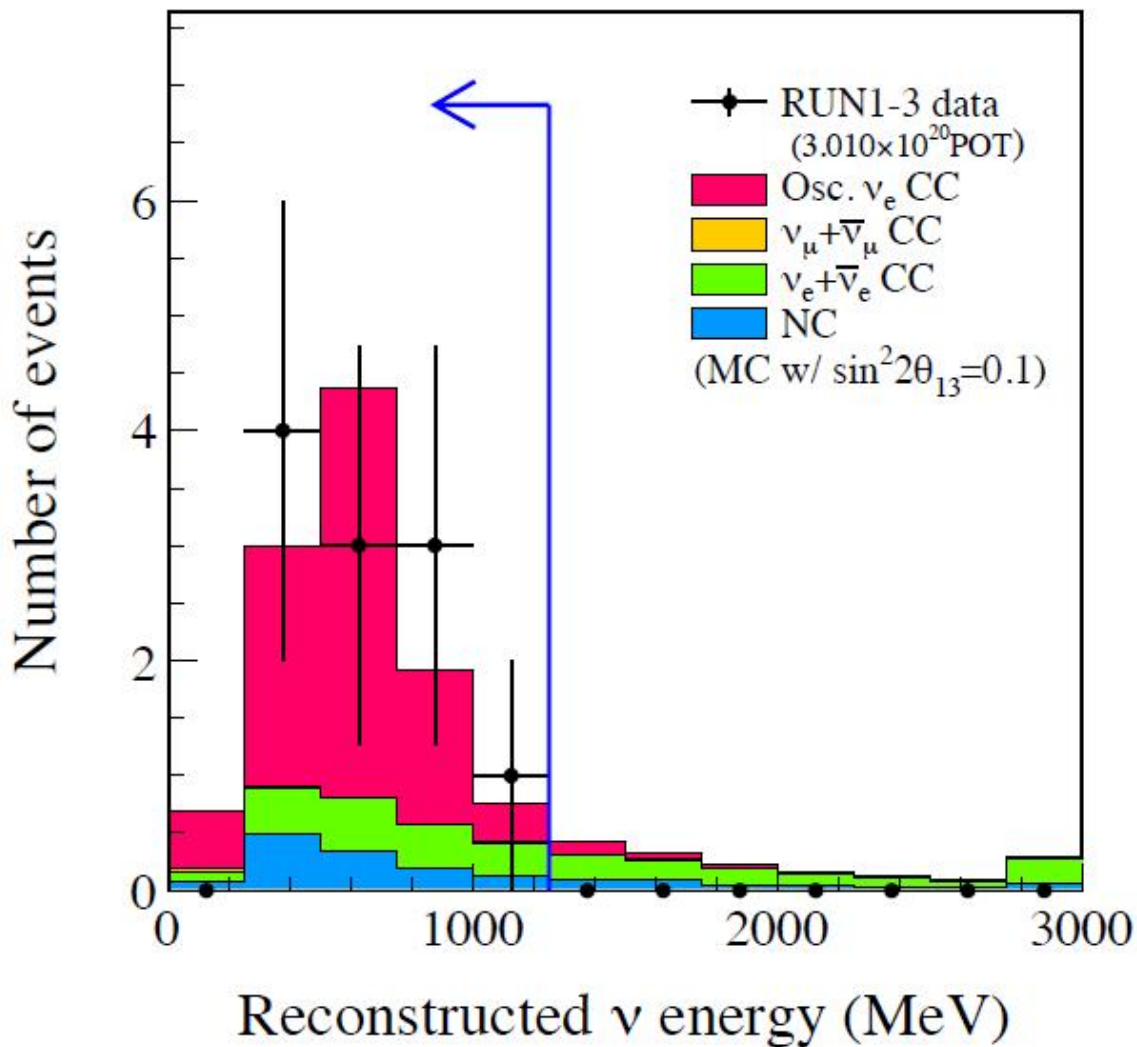 RUN1-3 data
(3.010×10²⁰POT)
Osc. νₑ CC
ν_μ+ν̅_μ CC
νₑ+ν̅ₑ CC
NC
(MC w/ sin²2θ₁₃=0.1)
Number of events
6
4
2
0
0 1000 2000 3000
Reconstructed ν energy (MeV)